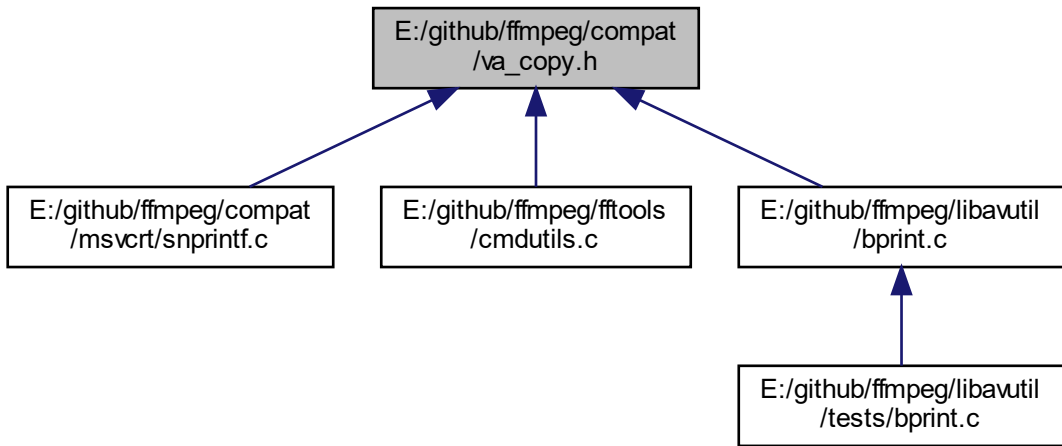 E:/github/ffmpeg/compat
/va_copy.h
E:/github/ffmpeg/compat
/msvcrt/snprintf.c
E:/github/ffmpeg/fftools
/cmdutils.c
E:/github/ffmpeg/libavutil
/bprint.c
E:/github/ffmpeg/libavutil
/tests/bprint.c